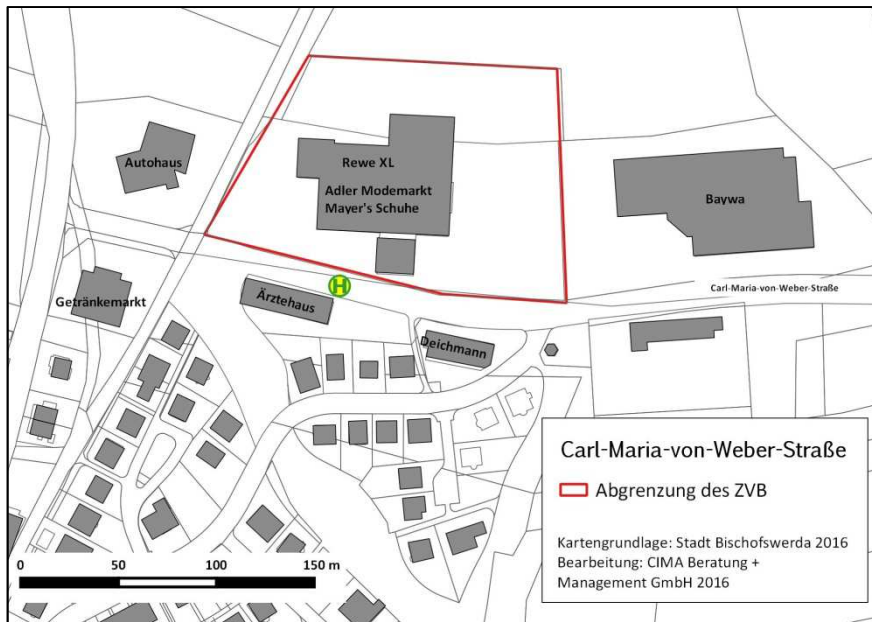 Autohaus
Rewe XL
Adler Modemarkt
Mayer's Schuhe
Baywa
Getränkemarkt
H
Ärztehaus
Carl-Maria-von-Weber-Straße
Deichmann
Carl-Maria-von-Weber-Straße
Abgrenzung des ZVB
Kartengrundlage: Stadt Bischofswerda 2016
Bearbeitung: CIMA Beratung +
Management GmbH 2016
0 50 100 150 m